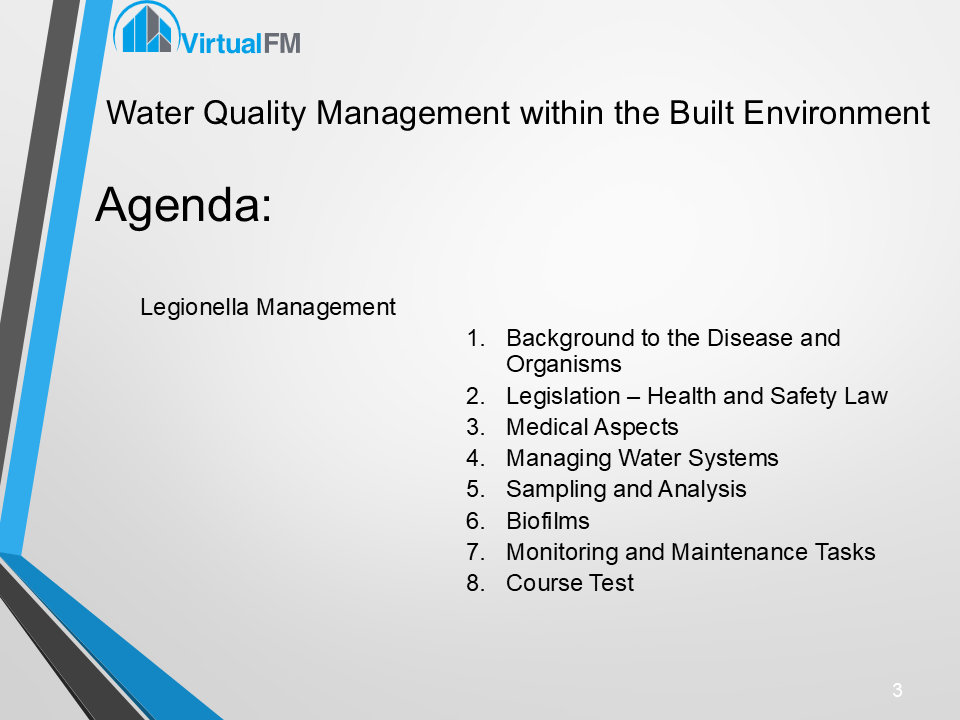 VirtualFM
Water Quality Management within the Built Environment
Agenda:
Legionella Management
1. Background to the Disease and
Organisms
2. Legislation – Health and Safety Law
3. Medical Aspects
4. Managing Water Systems
5. Sampling and Analysis
6. Biofilms
7. Monitoring and Maintenance Tasks
8. Course Test
3